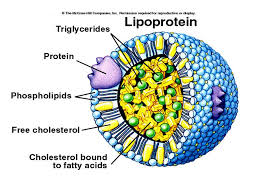 © The McGraw-Hill Companies, Inc. Permission required for reproduction or display.
Lipoprotein
Triglycerides
Protein
Phospholipids
Free cholesterol
Cholesterol bound
to fatty acids